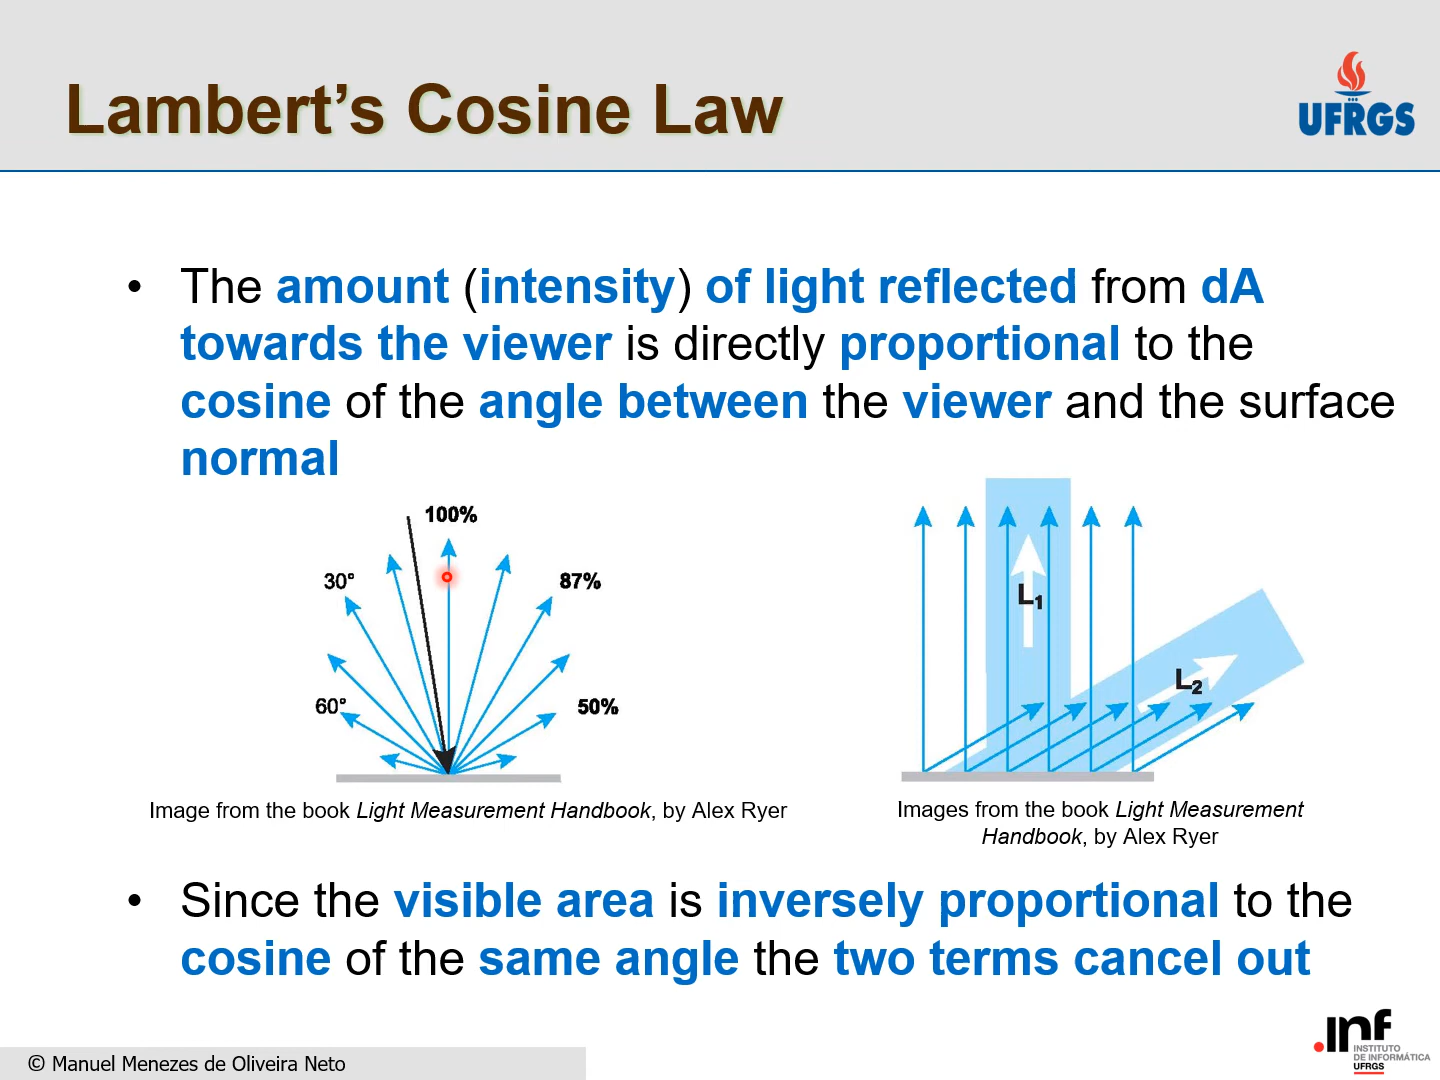 Lambert’s Cosine Law
UFRGS
• The amount (intensity) of light reflected from dA
towards the viewer is directly proportional to the
cosine of the angle between the viewer and the surface
normal
100%
30°
87%
60°
50%
L1
L2
Image from the book Light Measurement Handbook, by Alex Ryer
Images from the book Light Measurement
Handbook, by Alex Ryer
• Since the visible area is inversely proportional to the
cosine of the same angle the two terms cancel out
© Manuel Menezes de Oliveira Neto
.inf
INSTITUTO
DE INFORMÁTICA
UFRGS